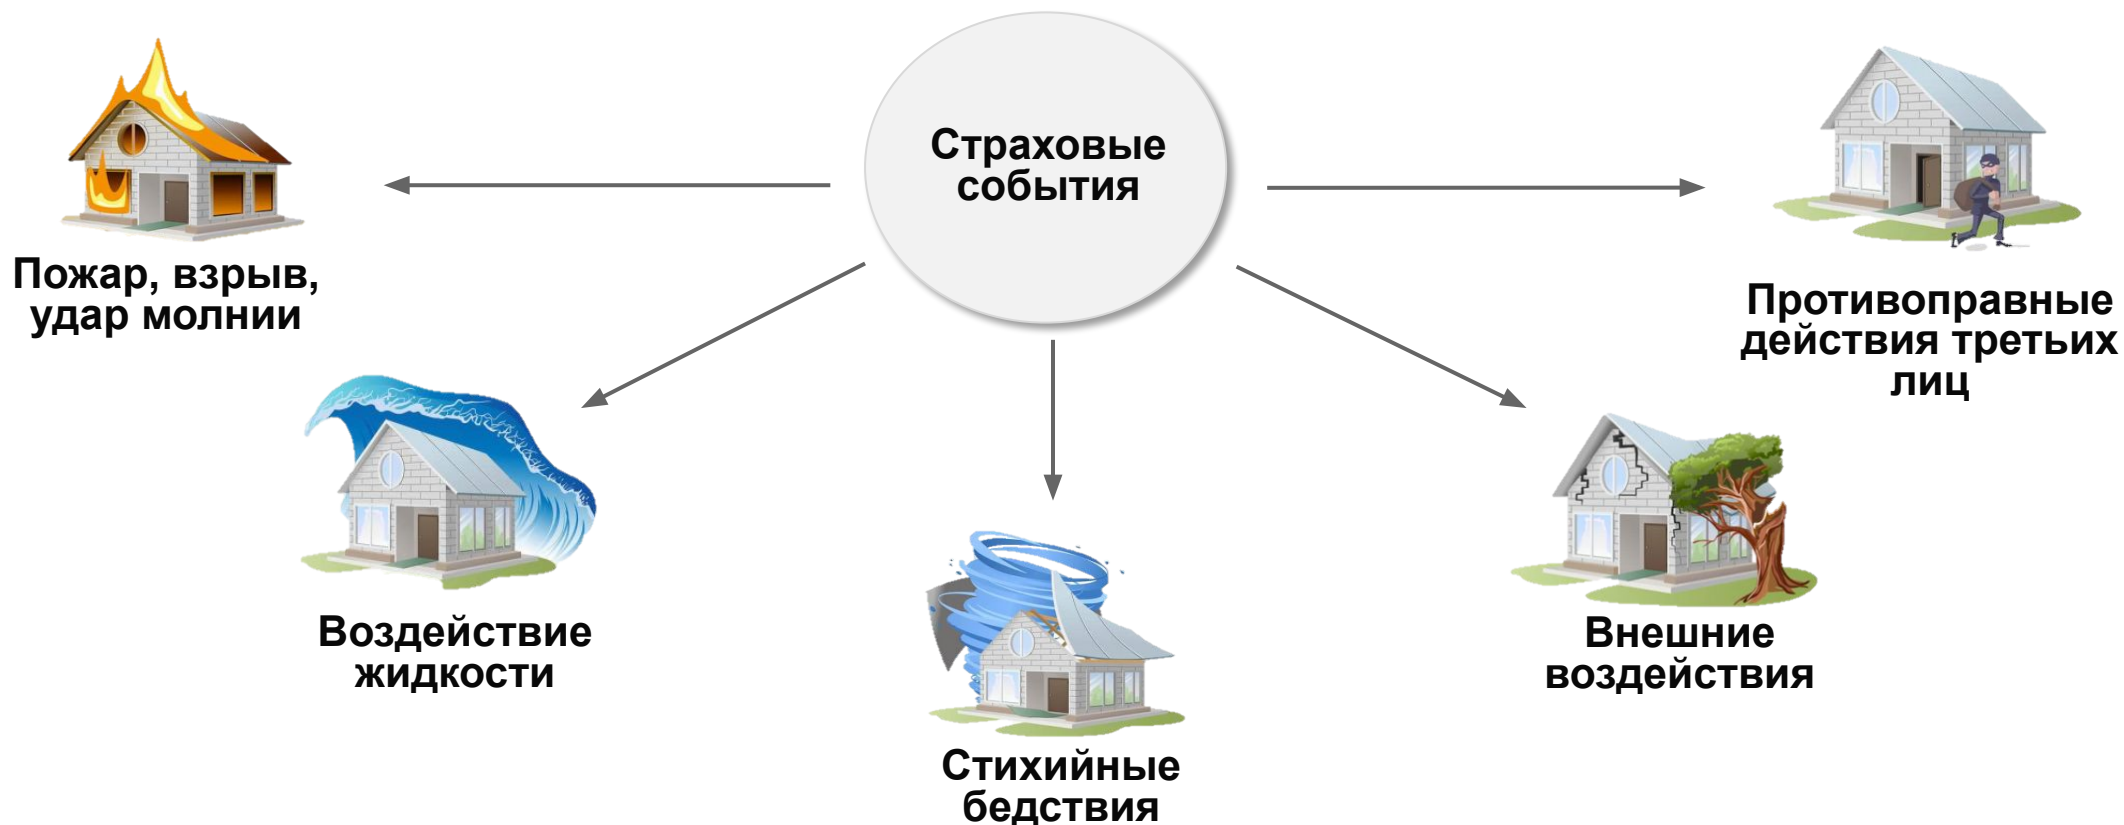 Страховые
события
Пожар, взрыв,
удар молнии
Противоправные
действия третьих
лиц
Воздействие
жидкости
Внешние
воздействия
Стихийные
бедствия